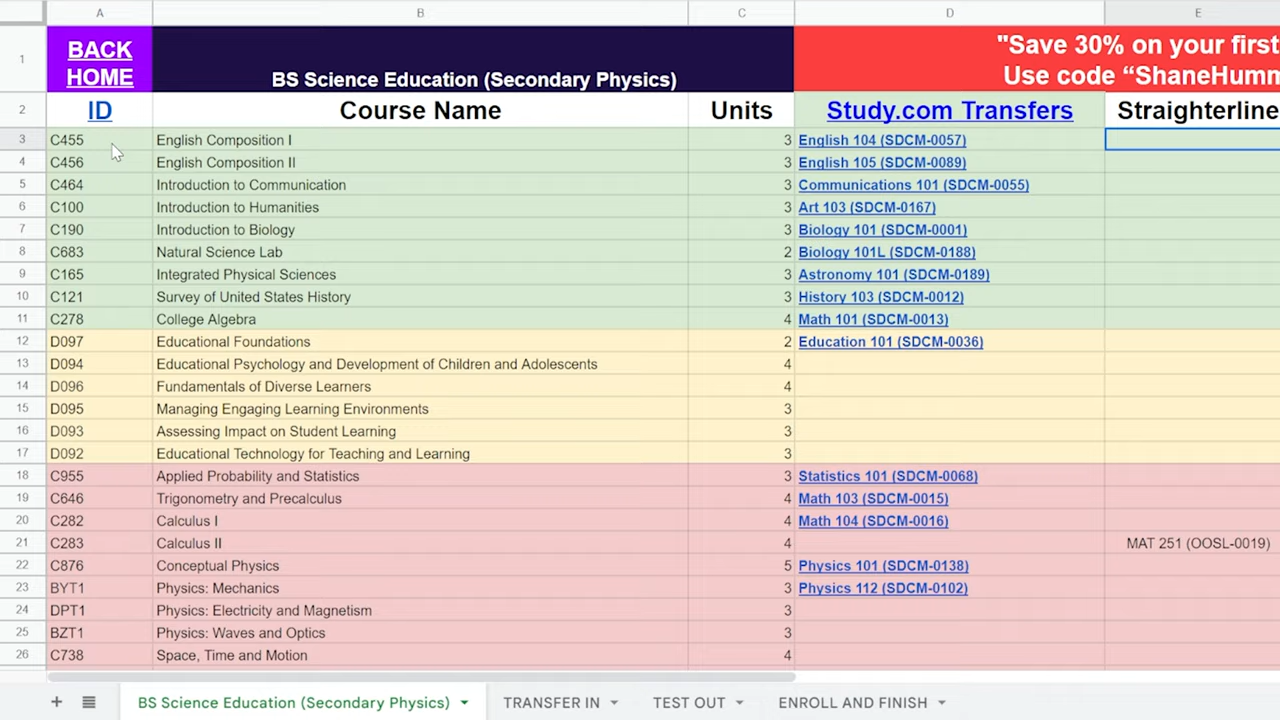 A B C D E
1 BACK HOME BS Science Education (Secondary Physics) "Save 30% on your first
Use code “ShaneHumm
2 ID Course Name Units Study.com Transfers Straighterline
3 C455 English Composition I 3 English 104 (SDCM-0057)
4 C456 English Composition II 3 English 105 (SDCM-0089)
5 C464 Introduction to Communication 3 Communications 101 (SDCM-0055)
6 C100 Introduction to Humanities 3 Art 103 (SDCM-0167)
7 C190 Introduction to Biology 3 Biology 101 (SDCM-0001)
8 C683 Natural Science Lab 2 Biology 101L (SDCM-0188)
9 C165 Integrated Physical Sciences 3 Astronomy 101 (SDCM-0189)
10 C121 Survey of United States History 3 History 103 (SDCM-0012)
11 C278 College Algebra 4 Math 101 (SDCM-0013)
12 D097 Educational Foundations 2 Education 101 (SDCM-0036)
13 D094 Educational Psychology and Development of Children and Adolescents 4
14 D096 Fundamentals of Diverse Learners 4
15 D095 Managing Engaging Learning Environments 3
16 D093 Assessing Impact on Student Learning 3
17 D092 Educational Technology for Teaching and Learning 3
18 C955 Applied Probability and Statistics 3 Statistics 101 (SDCM-0068)
19 C646 Trigonometry and Precalculus 4 Math 103 (SDCM-0015)
20 C282 Calculus I 4 Math 104 (SDCM-0016)
21 C283 Calculus II 4 MAT 251 (OOSL-0019)
22 C876 Conceptual Physics 5 Physics 101 (SDCM-0138)
23 BYT1 Physics: Mechanics 3 Physics 112 (SDCM-0102)
24 DPT1 Physics: Electricity and Magnetism 3
25 BZT1 Physics: Waves and Optics 3
26 C738 Space, Time and Motion 4
BS Science Education (Secondary Physics) TRANSFER IN TEST OUT ENROLL AND FINISH